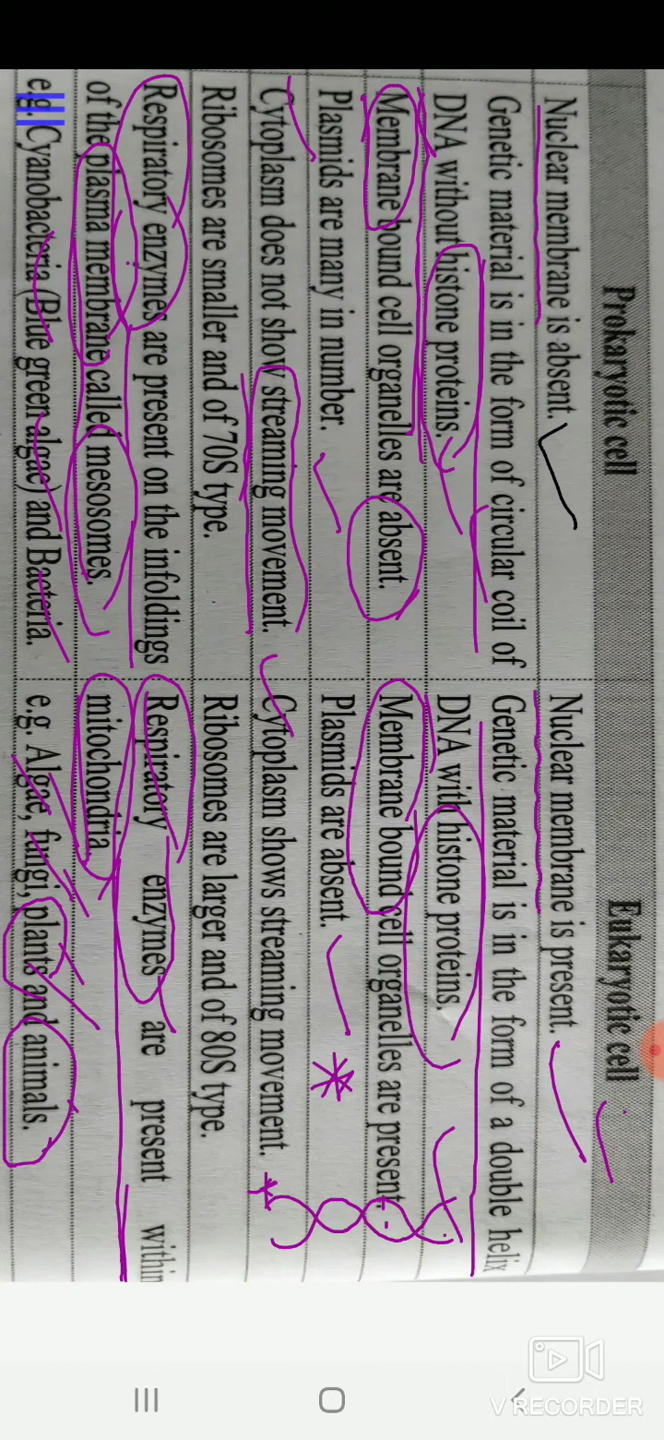 Prokaryotic cell
Eukaryotic cell
Nuclear membrane is absent.
Nuclear membrane is present.
Genetic material is in the form of circular coil of
DNA without histone proteins.
Genetic material is in the form of a double helix
DNA with histone proteins.
Membrane bound cell organelles are absent.
Membrane bound cell organelles are present.
Plasmids are many in number.
Plasmids are absent.
Cytoplasm does not show streaming movement.
Cytoplasm shows streaming movement.
Ribosomes are smaller and of 70S type.
Ribosomes are larger and of 80S type.
Respiratory enzymes are present on the infoldings
of the plasma membrane called mesosomes.
Respiratory enzymes are present within
mitochondria
e.g. Cyanobacteria (Blue green algae) and Bacteria.
e.g. Algae, fungi, plants and animals.
V RECORDER